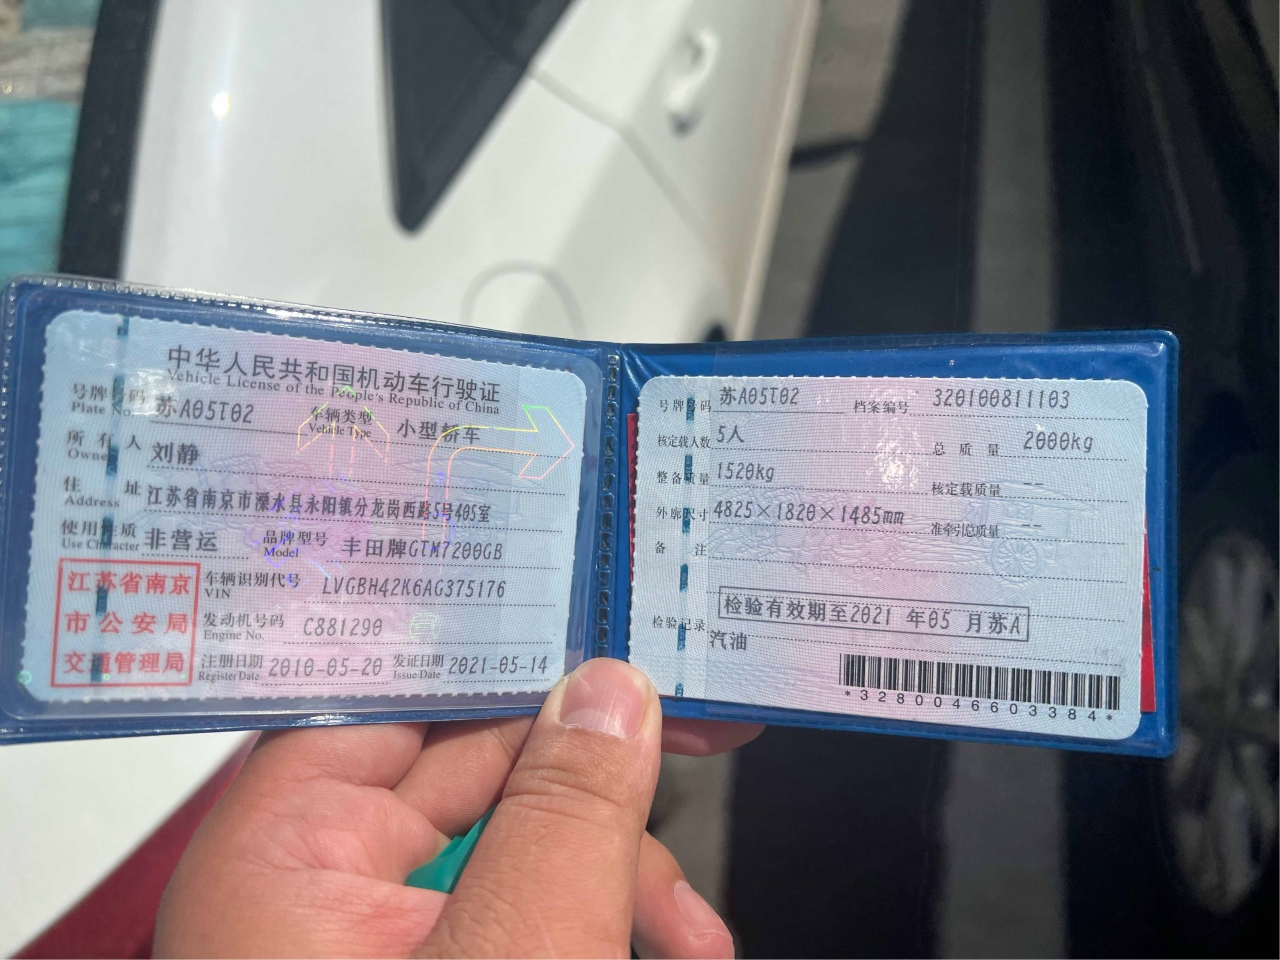 中华人民共和国机动车行驶证
Vehicle License of the People's Republic of China
号牌号码 苏A05T02 车辆类型 小型轿车
Plate No. Vehicle Type
所有人 刘静
Owner
住址 江苏省南京市溧水县永阳镇分龙岗西路5号405室
Address
使用性质 非营运 品牌型号 丰田牌GTM7200GB
Use Character Model
江苏省南京
市公安局
交通管理局
车辆识别代号 LVGBH42K6AG375176
VIN
发动机号码 C881290
Engine No.
注册日期 2010-05-20 发证日期 2021-05-14
Register Date Issue Date
号牌号码 苏A05T02 档案编号 320100811103
核定载人数 5人 总质量 2000kg
整备质量 1520kg 核定载质量 --
外廓尺寸 4825×1820×1485mm 准牵引总质量 --
备注
检验有效期至2021年05月苏A
检验记录
汽油
*3280046603384*